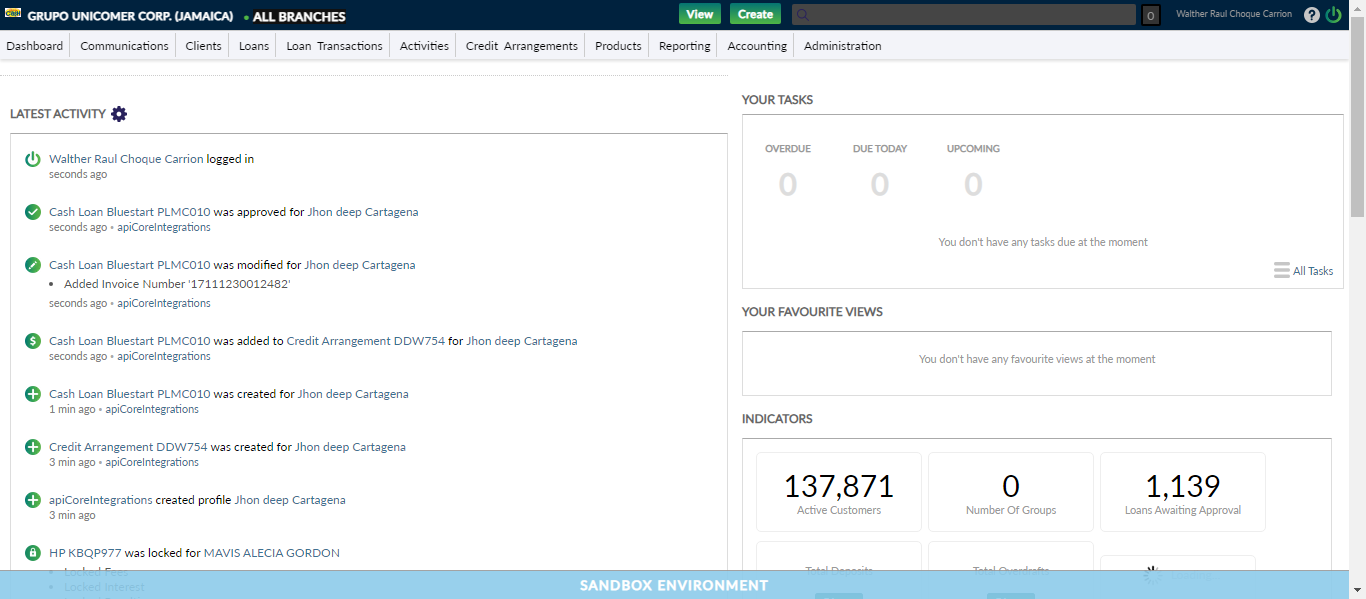 GRUPO UNICOMER CORP. (JAMAICA) • ALL BRANCHES
View Create 0 Walther Raul Choque Carrion ?
Dashboard Communications Clients Loans Loan Transactions Activities Credit Arrangements Products Reporting Accounting Administration
LATEST ACTIVITY
Walther Raul Choque Carrion logged in
seconds ago
Cash Loan Bluestart PLMC010 was approved for Jhon deep Cartagena
seconds ago • apiCoreIntegrations
Cash Loan Bluestart PLMC010 was modified for Jhon deep Cartagena
• Added Invoice Number '17111230012482'
seconds ago • apiCoreIntegrations
Cash Loan Bluestart PLMC010 was added to Credit Arrangement DDW754 for Jhon deep Cartagena
seconds ago • apiCoreIntegrations
Cash Loan Bluestart PLMC010 was created for Jhon deep Cartagena
1 min ago • apiCoreIntegrations
Credit Arrangement DDW754 was created for Jhon deep Cartagena
3 min ago • apiCoreIntegrations
apiCoreIntegrations created profile Jhon deep Cartagena
3 min ago
HP KBQP977 was locked for MAVIS ALECIA GORDON
• Locked Fees
• Locked Interest
YOUR TASKS
OVERDUE DUE TODAY UPCOMING
0 0 0
You don't have any tasks due at the moment
All Tasks
YOUR FAVOURITE VIEWS
You don't have any favourite views at the moment
INDICATORS
137,871 0 1,139
Active Customers Number Of Groups Loans Awaiting Approval
Total Deposits Total Overdrafts
SANDBOX ENVIRONMENT